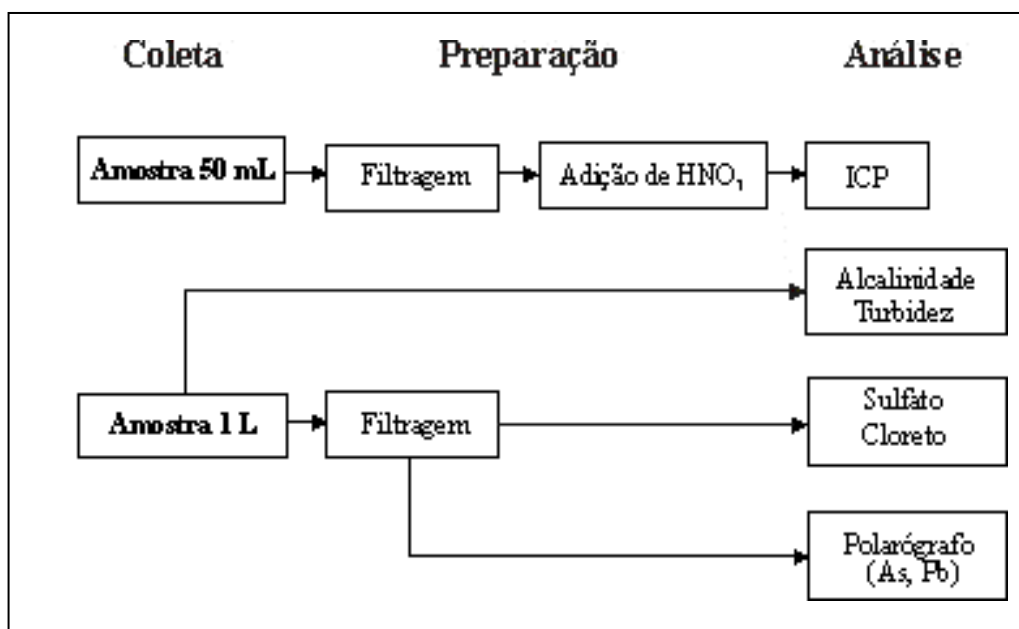 Coleta Preparação Análise
Amostra 50 mL Filtragem Adição de HNO₃ ICP
Alcalinidade
Turbidez
Amostra 1 L Filtragem Sulfato
Cloreto
Polarógrafo
(As, Pb)